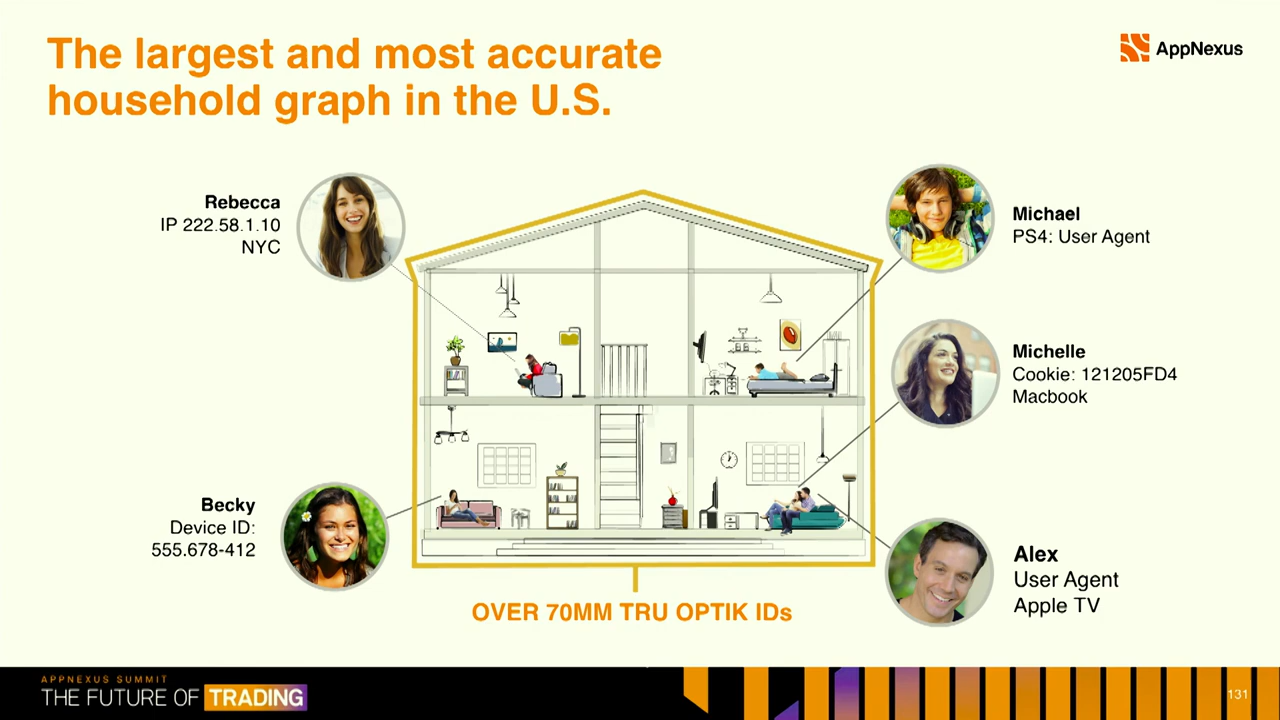 The largest and most accurate
household graph in the U.S.
AppNexus
Rebecca
IP 222.58.1.10
NYC
Michael
PS4: User Agent
Michelle
Cookie: 121205FD4
Macbook
Becky
Device ID:
555.678-412
Alex
User Agent
Apple TV
OVER 70MM TRU OPTIK IDs
APPNEXUS SUMMIT
THE FUTURE OF TRADING
131